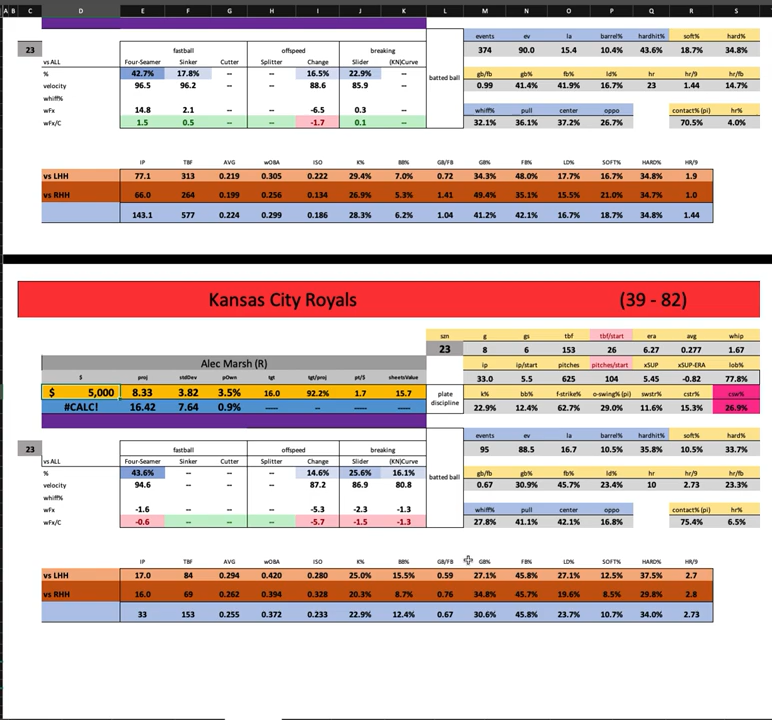 A B C D E F G H I J K L M N O P Q R S
events ev la barrel% hardhit% soft% hard%
23 374 90.0 15.4 10.4% 43.6% 18.7% 34.8%
fastball offspeed breaking
vs ALL Four-Seamer Sinker Cutter Splitter Change Slider (KN)Curve
% 42.7% 17.8% -- -- 16.5% 22.9% -- batted ball gb/fb gb% fb% ld% hr hr/9 hr/fb
velocity 96.5 96.2 -- -- 88.6 85.9 -- 0.99 41.4% 41.9% 16.7% 23 1.44 14.7%
whiff%
wFx 14.8 2.1 -- -- -6.5 0.3 -- whiff% pull center oppo contact% (pi) hr%
wFx/C 1.5 0.5 -- -- -1.7 0.1 -- 32.1% 36.1% 37.2% 26.7% 70.5% 4.0%
IP TBF AVG wOBA ISO K% BB% GB/FB GB% FB% LD% SOFT% HARD% HR/9
vs LHH 77.1 313 0.219 0.305 0.222 29.4% 7.0% 0.72 34.3% 48.0% 17.7% 16.7% 34.8% 1.9
vs RHH 66.0 264 0.199 0.256 0.134 26.9% 5.3% 1.41 49.4% 35.1% 15.5% 21.0% 34.7% 1.0
143.1 577 0.224 0.299 0.186 28.3% 6.2% 1.04 41.2% 42.1% 16.7% 18.7% 34.8% 1.44
Kansas City Royals (39 - 82)
szn g gs tbf tbf/start era avg whip
23 8 6 153 26 6.27 0.277 1.67
Alec Marsh (R)
ip ip/start pitches pitches/start xSUP xSUP-ERA lob%
$ proj stdDev pOwn tgt tgt/proj pt/$ sheetsValue 33.0 5.5 625 104 5.45 -0.82 77.8%
$ 5,000 8.33 3.82 3.5% 16.0 92.2% 1.7 15.7 plate discipline k% bb% f-strike% o-swing% (pi) swstr% cstr% csw%
#CALC! 16.42 7.64 0.9% ----- -- ----- ----- 22.9% 12.4% 62.7% 29.0% 11.6% 15.3% 26.9%
events ev la barrel% hardhit% soft% hard%
23 95 88.5 16.7 10.5% 35.8% 10.5% 33.7%
fastball offspeed breaking
vs ALL Four-Seamer Sinker Cutter Splitter Change Slider (KN)Curve
% 43.6% -- -- -- 14.6% 25.6% 16.1% batted ball gb/fb gb% fb% ld% hr hr/9 hr/fb
velocity 94.6 -- -- -- 87.2 86.9 80.8 0.67 30.9% 45.7% 23.4% 10 2.73 23.3%
whiff%
wFx -1.6 -- -- -- -5.3 -2.3 -1.3 whiff% pull center oppo contact% (pi) hr%
wFx/C -0.6 -- -- -- -5.7 -1.5 -1.3 27.8% 41.1% 42.1% 16.8% 75.4% 6.5%
IP TBF AVG wOBA ISO K% BB% GB/FB GB% FB% LD% SOFT% HARD% HR/9
vs LHH 17.0 84 0.294 0.420 0.280 25.0% 15.5% 0.59 27.1% 45.8% 27.1% 12.5% 37.5% 2.7
vs RHH 16.0 69 0.262 0.394 0.328 20.3% 8.7% 0.76 34.8% 45.7% 19.6% 8.5% 29.8% 2.8
33 153 0.255 0.372 0.233 22.9% 12.4% 0.67 30.6% 45.8% 23.7% 10.7% 34.0% 2.73